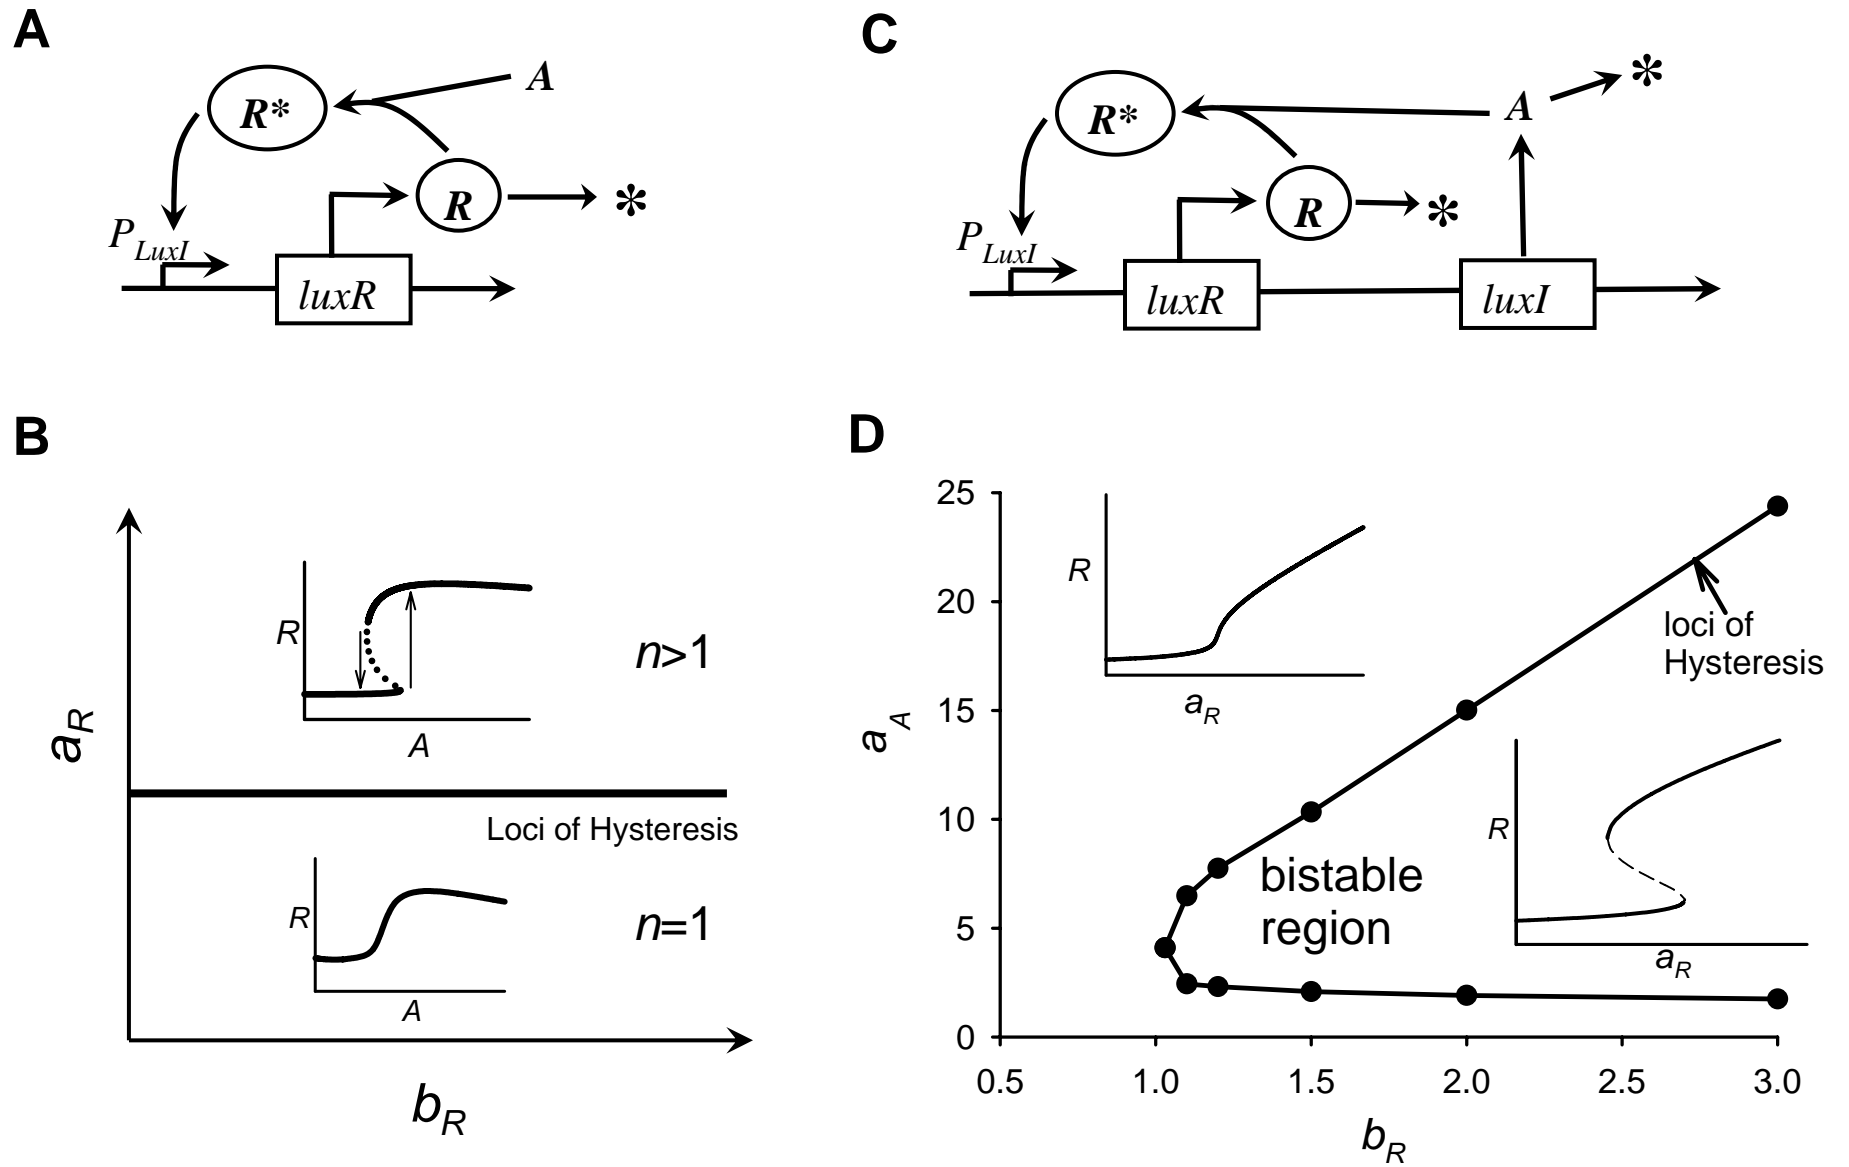 A
R*
A
R
*
P_LuxI
luxR
C
R*
A
*
R
*
P_LuxI
luxR
luxI
B
a_R
R
A
n>1
Loci of Hysteresis
R
A
n=1
b_R
D
a_A
25
20
15
10
5
0
0.5
1.0
1.5
2.0
2.5
3.0
b_R
R
a_R
loci of
Hysteresis
bistable
region
R
a_R